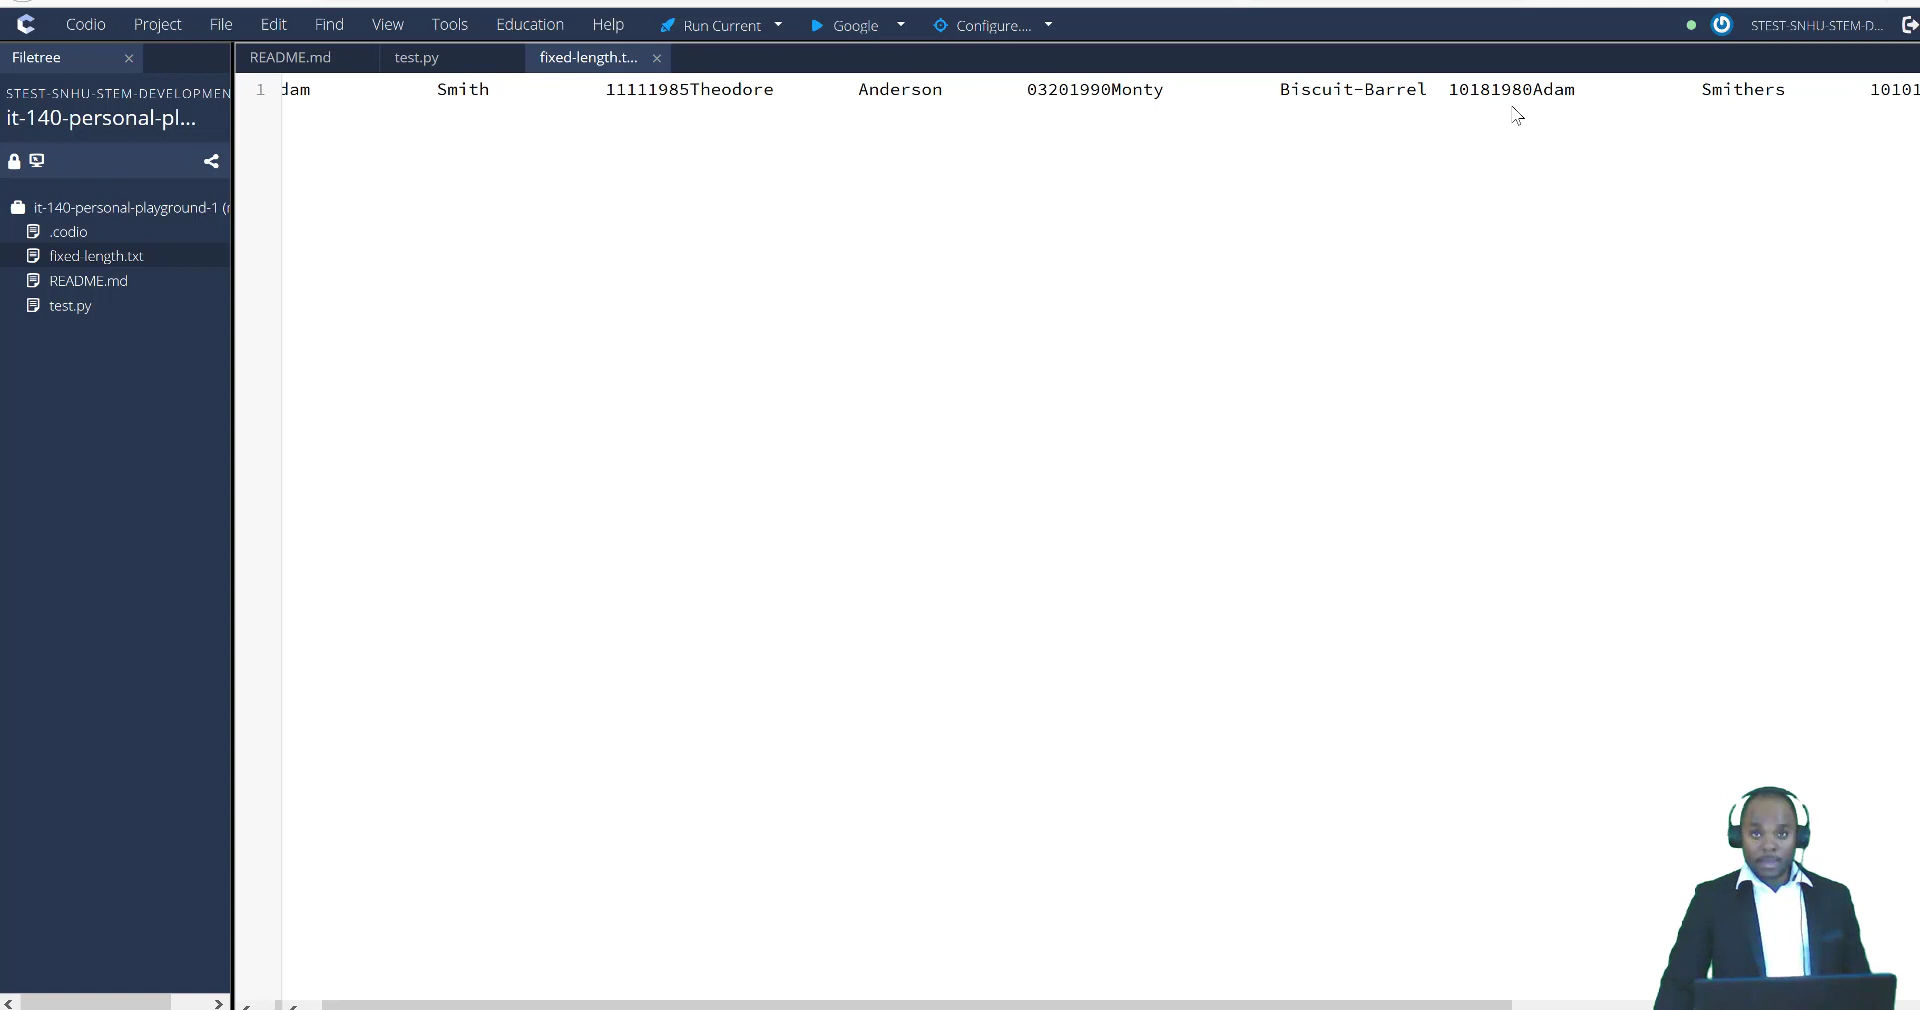 Codio Project File Edit Find View Tools Education Help Run Current Google Configure.... STEST-SNHU-STEM-D...
Filetree README.md test.py fixed-length.t...
STEST-SNHU-STEM-DEVELOPMEN
it-140-personal-pl...
1 dam Smith 11111985Theodore Anderson 03201990Monty Biscuit-Barrel 10181980Adam Smithers 10101
it-140-personal-playground-1 (
.codio
fixed-length.txt
README.md
test.py